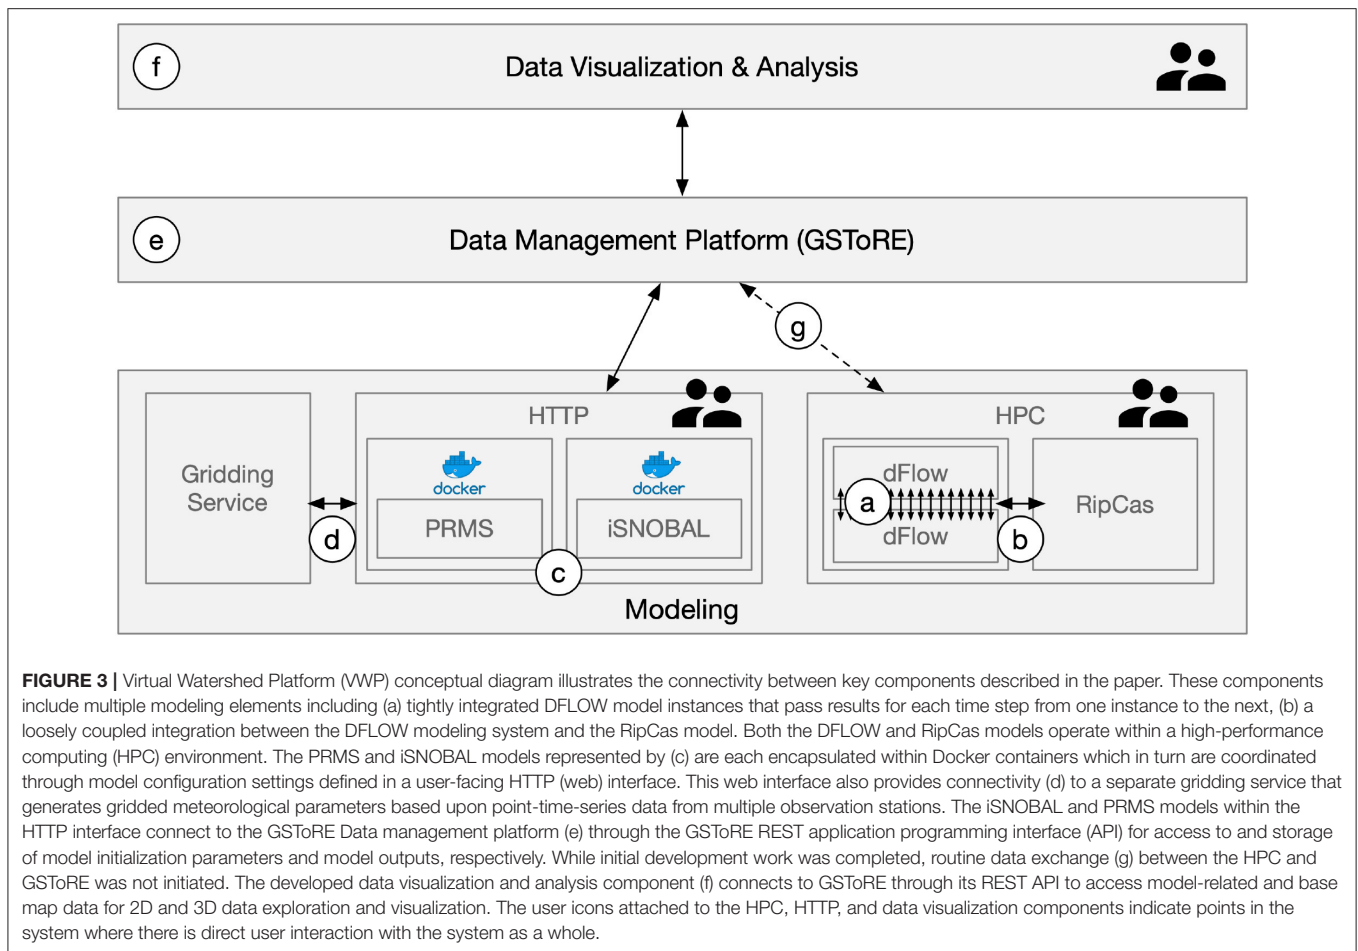 f
Data Visualization & Analysis
e
Data Management Platform (GSToRE)
g
HTTP
HPC
Gridding
Service
docker
docker
PRMS
iSNOBAL
dFlow
dFlow
RipCas
a
b
c
d
Modeling
FIGURE 3 | Virtual Watershed Platform (VWP) conceptual diagram illustrates the connectivity between key components described in the paper. These components
include multiple modeling elements including (a) tightly integrated DFLOW model instances that pass results for each time step from one instance to the next, (b) a
loosely coupled integration between the DFLOW modeling system and the RipCas model. Both the DFLOW and RipCas models operate within a high-performance
computing (HPC) environment. The PRMS and iSNOBAL models represented by (c) are each encapsulated within Docker containers which in turn are coordinated
through model configuration settings defined in a user-facing HTTP (web) interface. This web interface also provides connectivity (d) to a separate gridding service that
generates gridded meteorological parameters based upon point-time-series data from multiple observation stations. The iSNOBAL and PRMS models within the
HTTP interface connect to the GSToRE Data management platform (e) through the GSToRE REST application programming interface (API) for access to and storage
of model initialization parameters and model outputs, respectively. While initial development work was completed, routine data exchange (g) between the HPC and
GSToRE was not initiated. The developed data visualization and analysis component (f) connects to GSToRE through its REST API to access model-related and base
map data for 2D and 3D data exploration and visualization. The user icons attached to the HPC, HTTP, and data visualization components indicate points in the
system where there is direct user interaction with the system as a whole.